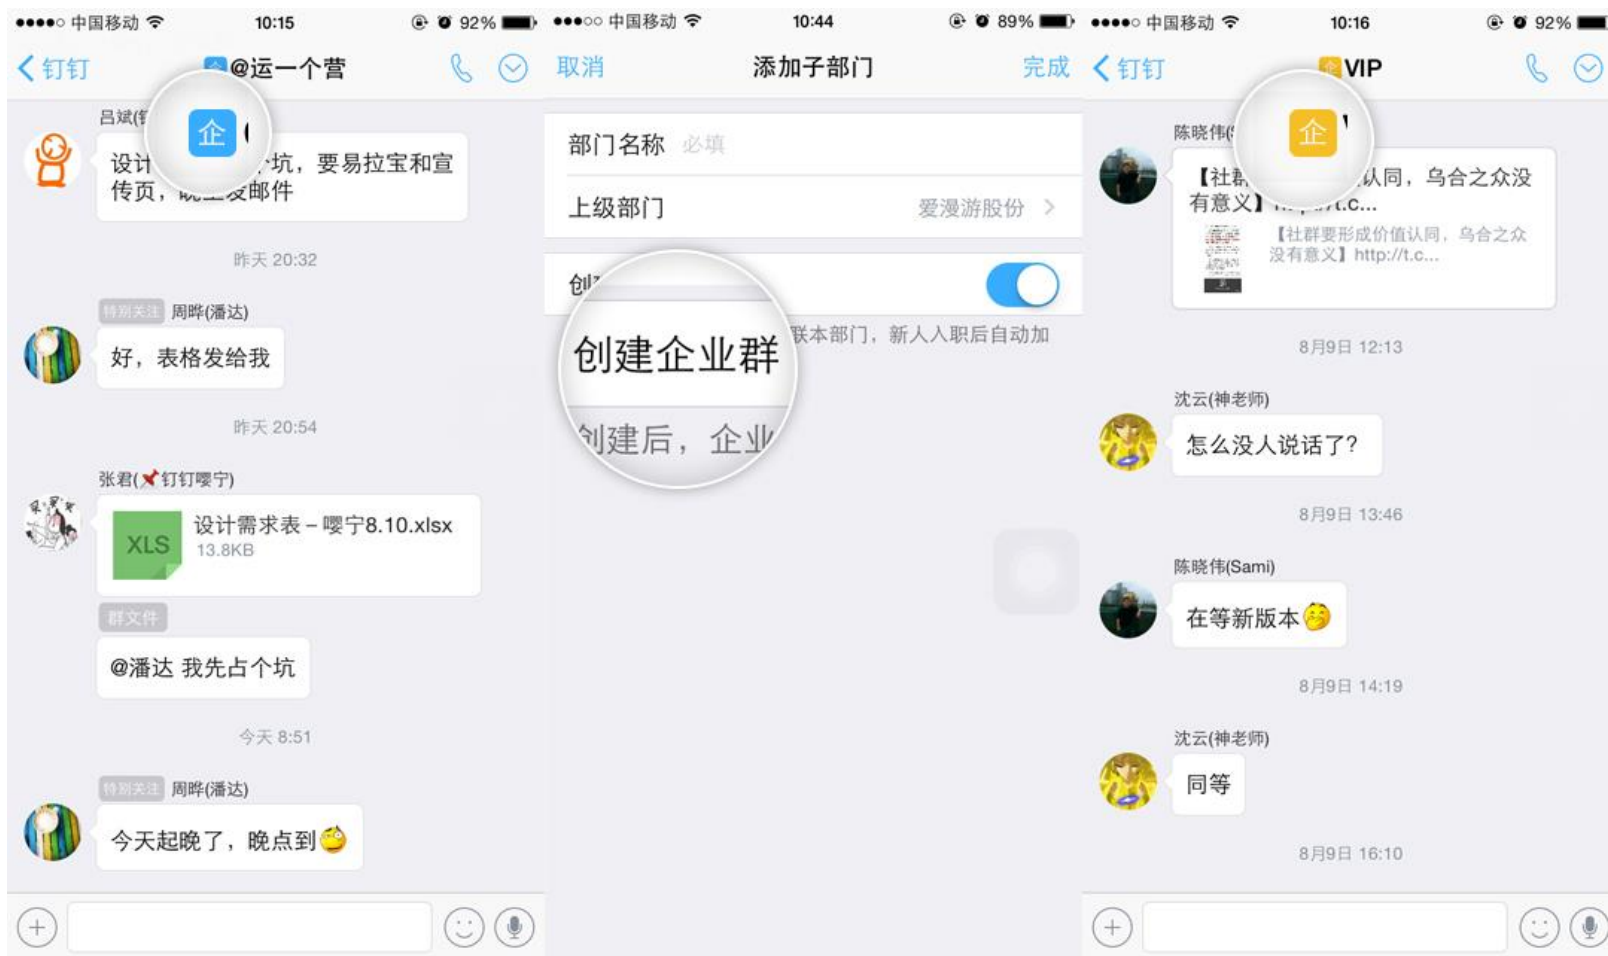 中国移动
10:15
92%
钉钉
企@运一个营
企
吕斌(
设计
坑，要易拉宝和宣
传页，
发邮件
昨天 20:32
特别关注 周晔(潘达)
好，表格发给我
昨天 20:54
张君(📌钉钉嘤宁)
XLS
设计需求表 – 嘤宁8.10.xlsx
13.8KB
群文件
@潘达 我先占个坑
今天 8:51
特别关注 周晔(潘达)
今天起晚了，晚点到
中国移动
10:44
89%
取消
添加子部门
完成
部门名称 必填
上级部门
爱漫游股份 >
创
创建企业群
联本部门，新人入职后自动加
创建后，企业
中国移动
10:16
92%
钉钉
企VIP
企
陈晓伟(
【社群
认同，乌合之众没
有意义】
t.c...
【社群要形成价值认同，乌合之众
没有意义】http://t.c...
8月9日 12:13
沈云(神老师)
怎么没人说话了?
8月9日 13:46
陈晓伟(Sami)
在等新版本
8月9日 14:19
沈云(神老师)
同等
8月9日 16:10